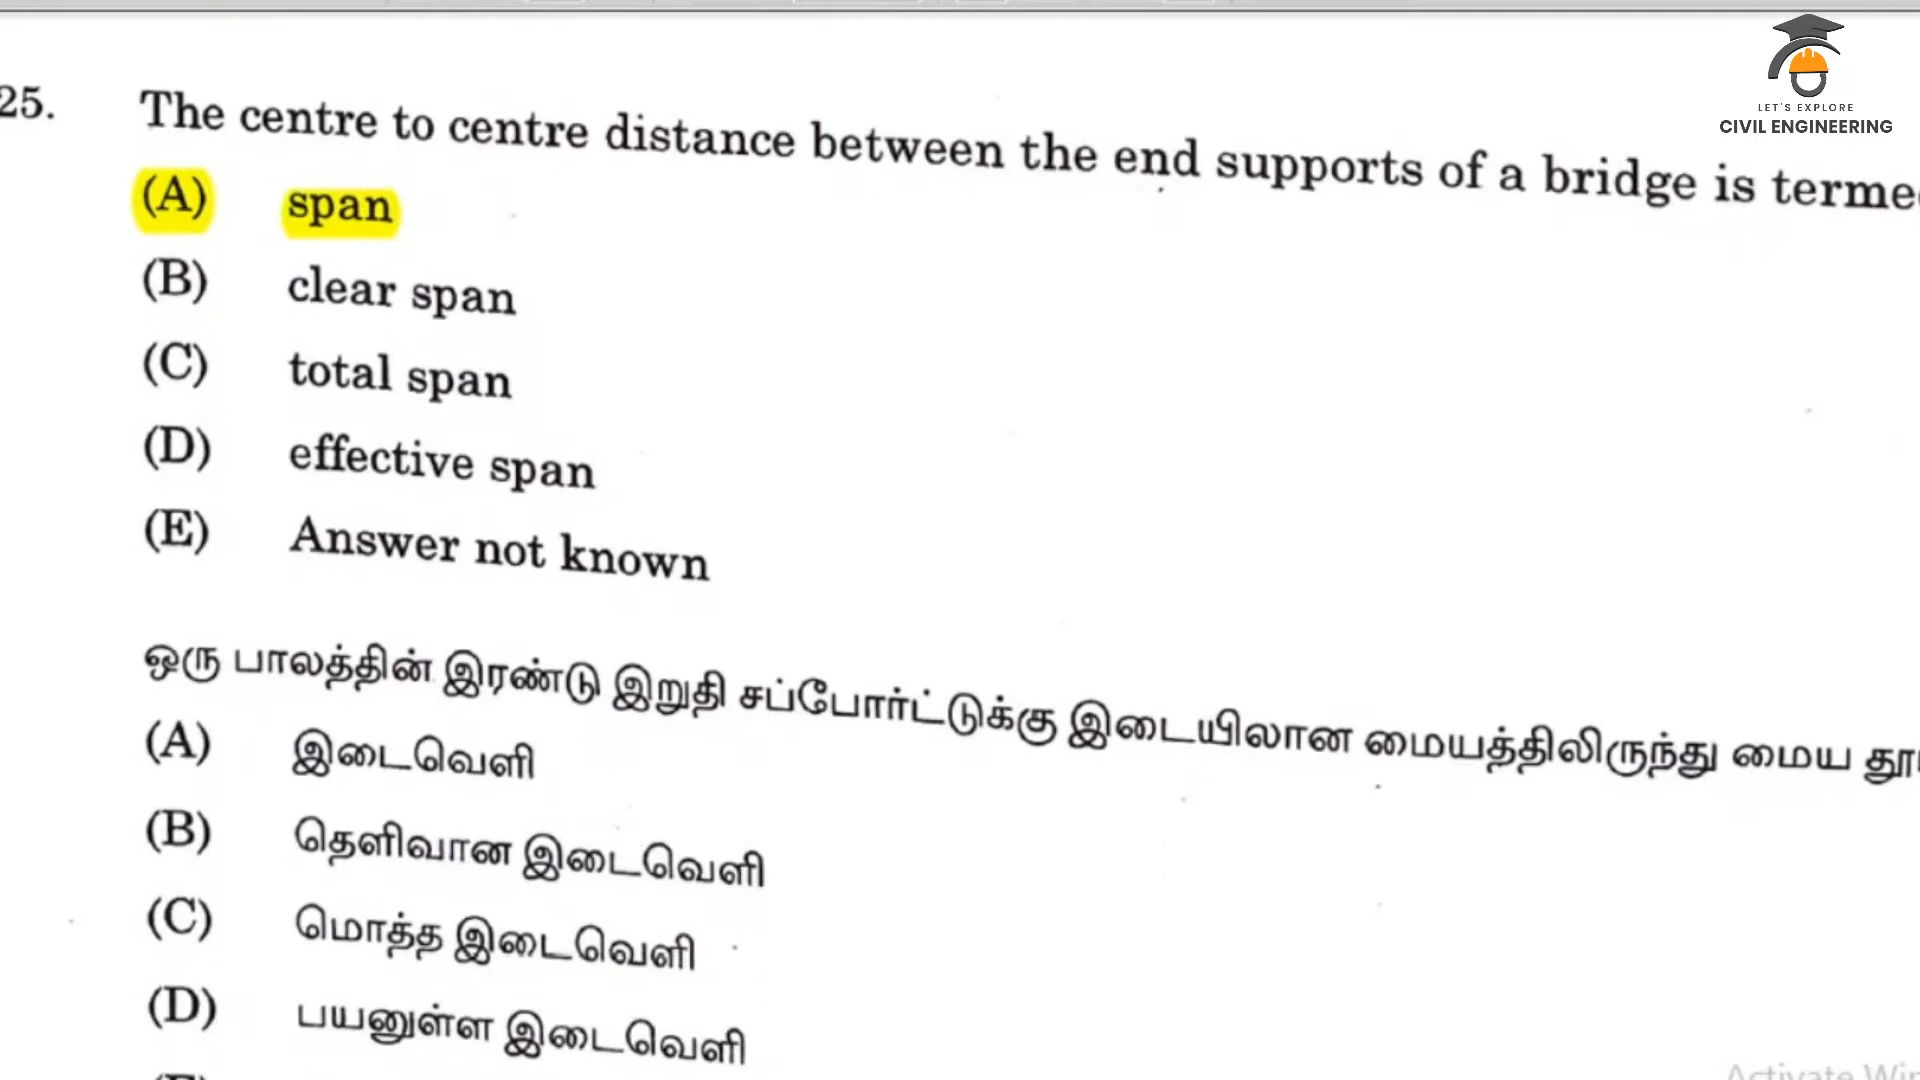 LET'S EXPLORE
CIVIL ENGINEERING
25. The centre to centre distance between the end supports of a bridge is
(A) span
(B) clear span
(C) total span
(D) effective span
(E) Answer not known
ஒரு பாலத்தின் இரண்டு இறுதி சப்போர்ட்டுக்கு இடையிலான மையத்திலிருந்து மைய
(A) இடைவெளி
(B) தெளிவான இடைவெளி
(C) மொத்த இடைவெளி
(D) பயனுள்ள இடைவெளி